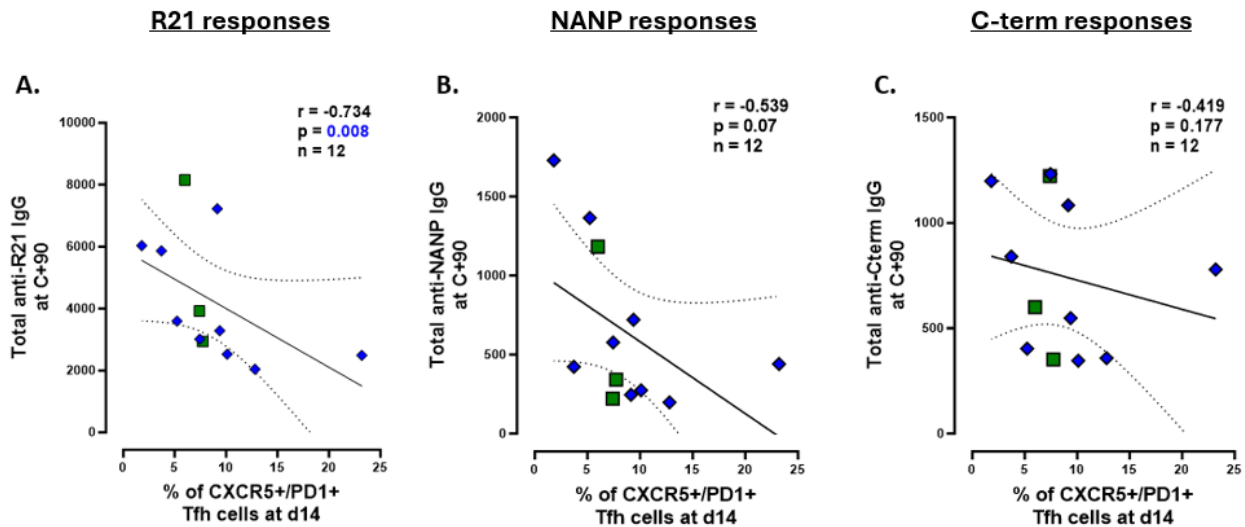 R21 responses
NANP responses
C-term responses
A.
r = -0.734
p = 0.008
n = 12
10000
8000
6000
4000
2000
0
Total anti-R21 IgG
at C+90
0 5 10 15 20 25
% of CXCR5+/PD1+
Tfh cells at d14
B.
r = -0.539
p = 0.07
n = 12
2000
1500
1000
500
0
Total anti-NANP IgG
at C+90
0 5 10 15 20 25
% of CXCR5+/PD1+
Tfh cells at d14
C.
r = -0.419
p = 0.177
n = 12
1500
1000
500
0
Total anti-Cterm IgG
at C+90
0 5 10 15 20 25
% of CXCR5+/PD1+
Tfh cells at d14